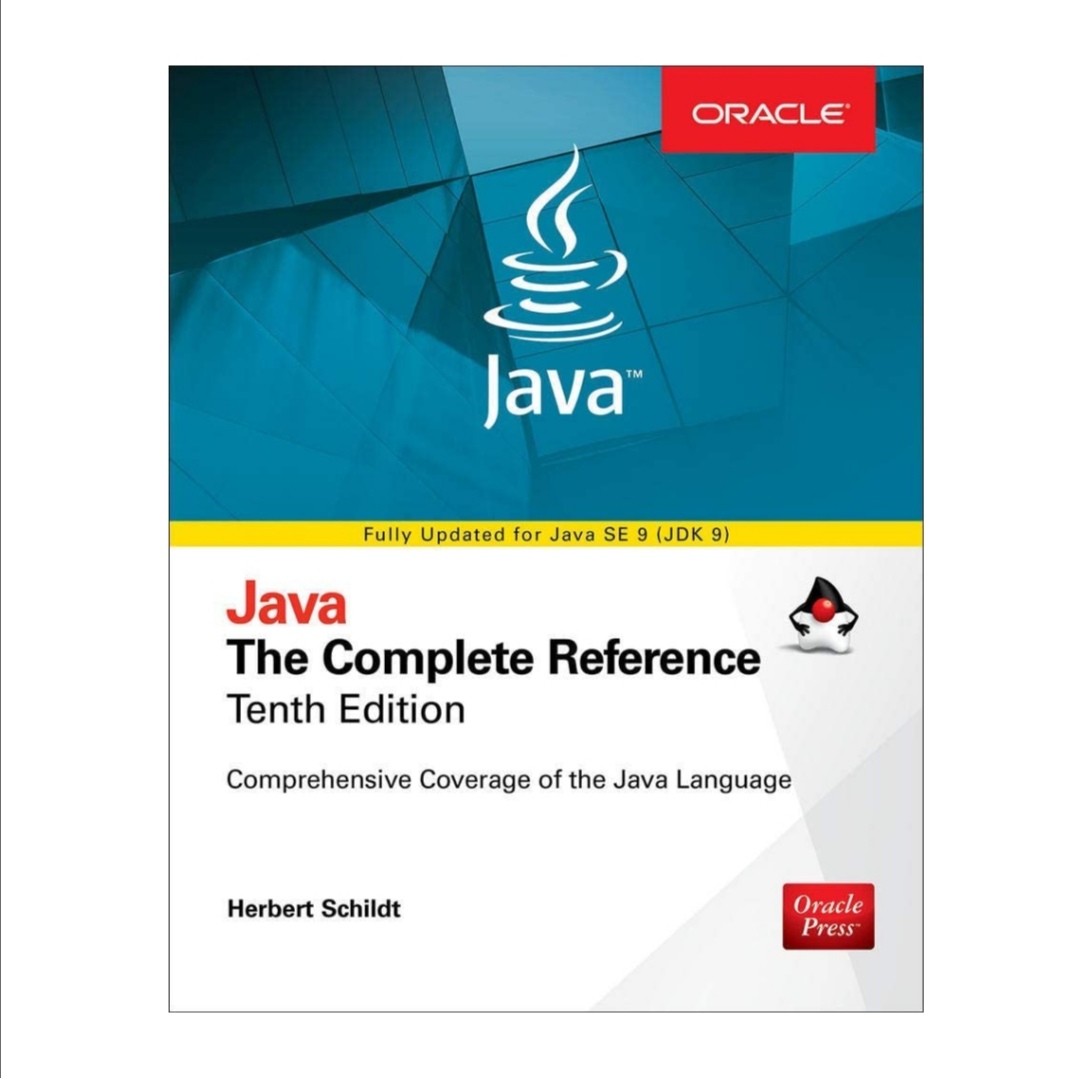 ORACLE®
Java™
Fully Updated for Java SE 9 (JDK 9)
Java
The Complete Reference
Tenth Edition
Comprehensive Coverage of the Java Language
Herbert Schildt
Oracle
Press™